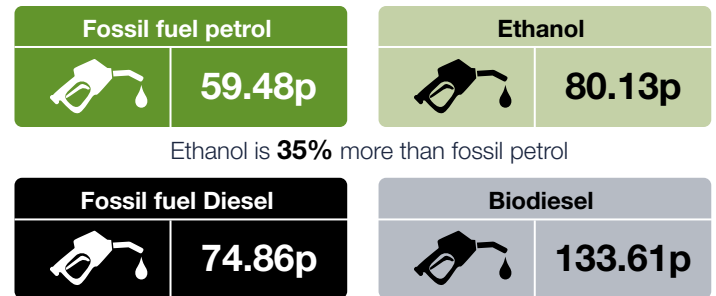 Fossil fuel petrol
Ethanol
59.48p
80.13p
Ethanol is 35% more than fossil petrol
Fossil fuel Diesel
Biodiesel
74.86p
133.61p